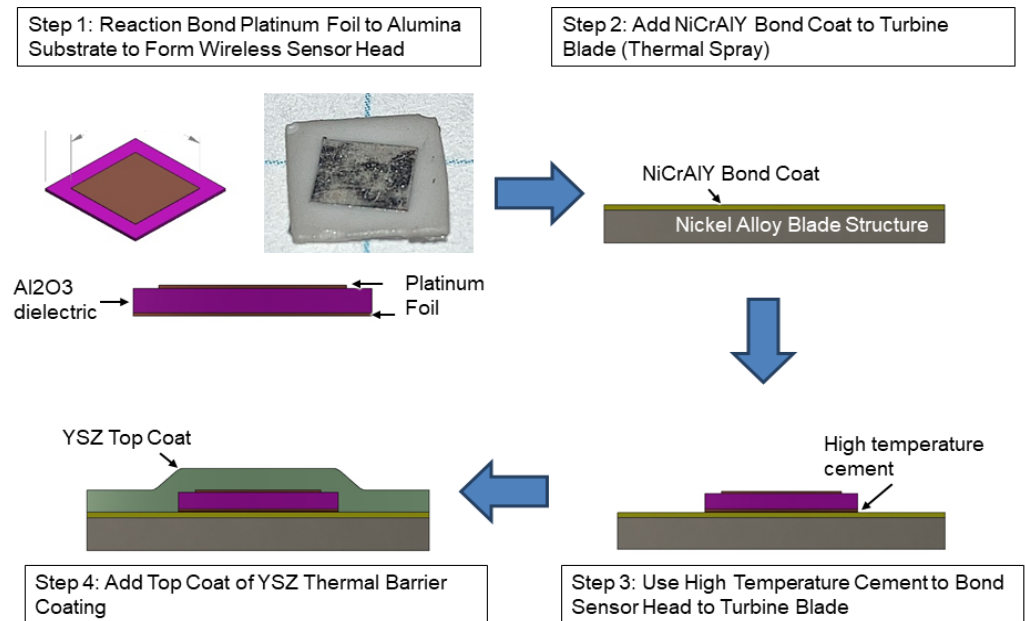 Step 1: Reaction Bond Platinum Foil to Alumina
Substrate to Form Wireless Sensor Head
Step 2: Add NiCrAlY Bond Coat to Turbine
Blade (Thermal Spray)
NiCrAlY Bond Coat
Nickel Alloy Blade Structure
Al2O3
dielectric
Platinum
Foil
YSZ Top Coat
High temperature
cement
Step 4: Add Top Coat of YSZ Thermal Barrier
Coating
Step 3: Use High Temperature Cement to Bond
Sensor Head to Turbine Blade